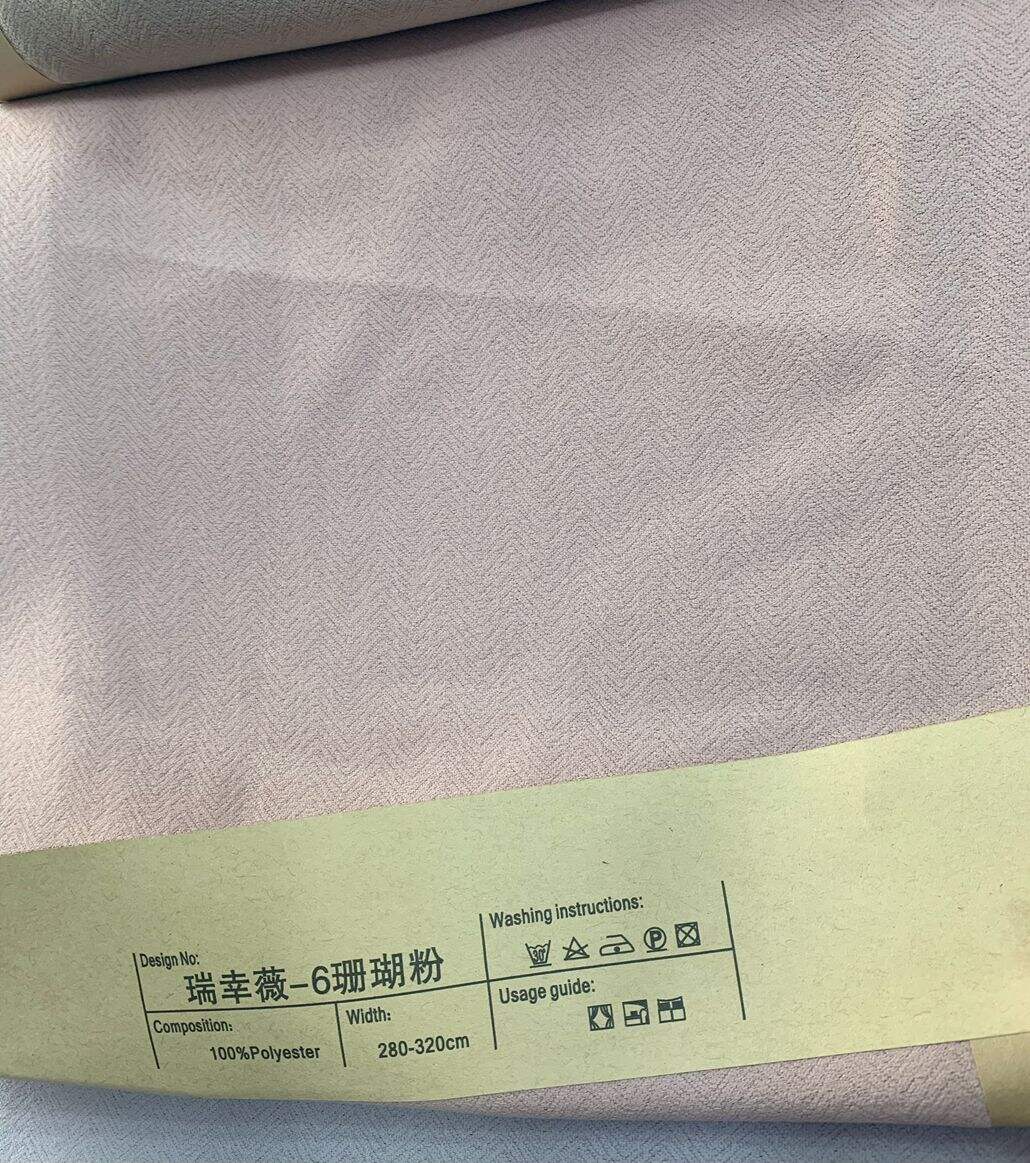 Design No:
瑞幸薇-6珊瑚粉
Composition:
100%Polyester
Width:
280-320cm
Washing instructions:
30°
P
Usage guide: